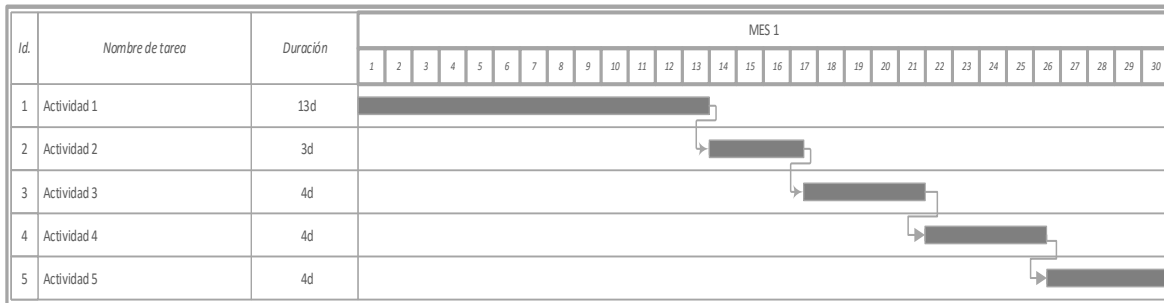 MES 1
Id. Nombre de tarea Duración
1 2 3 4 5 6 7 8 9 10 11 12 13 14 15 16 17 18 19 20 21 22 23 24 25 26 27 28 29 30
1 Actividad 1 13d
2 Actividad 2 3d
3 Actividad 3 4d
4 Actividad 4 4d
5 Actividad 5 4d